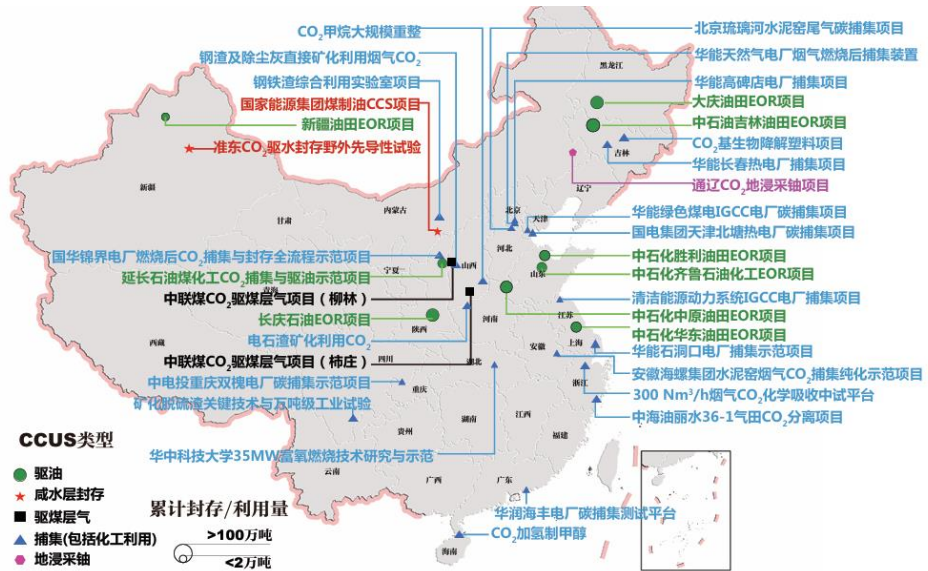 CO₂甲烷大规模重整
钢渣及除尘灰直接矿化利用烟气CO₂
钢铁渣综合利用实验室项目
国家能源集团煤制油CCS项目
新疆油田EOR项目
准东CO₂驱水封存野外先导性试验
北京琉璃河水泥窑尾气碳捕集项目
华能天然气电厂烟气燃烧后捕集装置
华能高碑店电厂捕集项目
大庆油田EOR项目
中石油吉林油田EOR项目
CO₂基生物降解塑料项目
华能长春热电厂捕集项目
通辽CO₂地浸采铀项目
华能绿色煤电IGCC电厂碳捕集项目
国电集团天津北塘热电厂碳捕集项目
中石化胜利油田EOR项目
中石化齐鲁石油化工EOR项目
清洁能源动力系统IGCC电厂捕集项目
中石化中原油田EOR项目
中石化华东油田EOR项目
华能石洞口电厂捕集示范项目
安徽海螺集团水泥窑烟气CO₂捕集纯化示范项目
300 Nm³/h烟气CO₂化学吸收中试平台
中海油丽水36-1气田CO₂分离项目
国华锦界电厂燃烧后CO₂捕集与封存全流程示范项目
延长石油煤化工CO₂捕集与驱油示范项目
中联煤CO₂驱煤层气项目（柳林）
长庆石油EOR项目
电石渣矿化利用CO₂
中联煤CO₂驱煤层气项目（柿庄）
中电投重庆双槐电厂碳捕集示范项目
矿化脱硫渣关键技术与万吨级工业试验
华中科技大学35MW富氧燃烧技术研究与示范
华润海丰电厂碳捕集测试平台
CO₂加氢制甲醇
黑龙江
吉林
辽宁
新疆
内蒙古
甘肃
北京
天津
河北
宁夏
山西
山东
青海
陕西
河南
江苏
西藏
四川
湖北
安徽
上海
重庆
浙江
贵州
湖南
江西
福建
云南
广西
广东
海南
CCUS类型
驱油
咸水层封存
驱煤层气
捕集(包括化工利用)
地浸采铀
累计封存/利用量
>100万吨
<2万吨